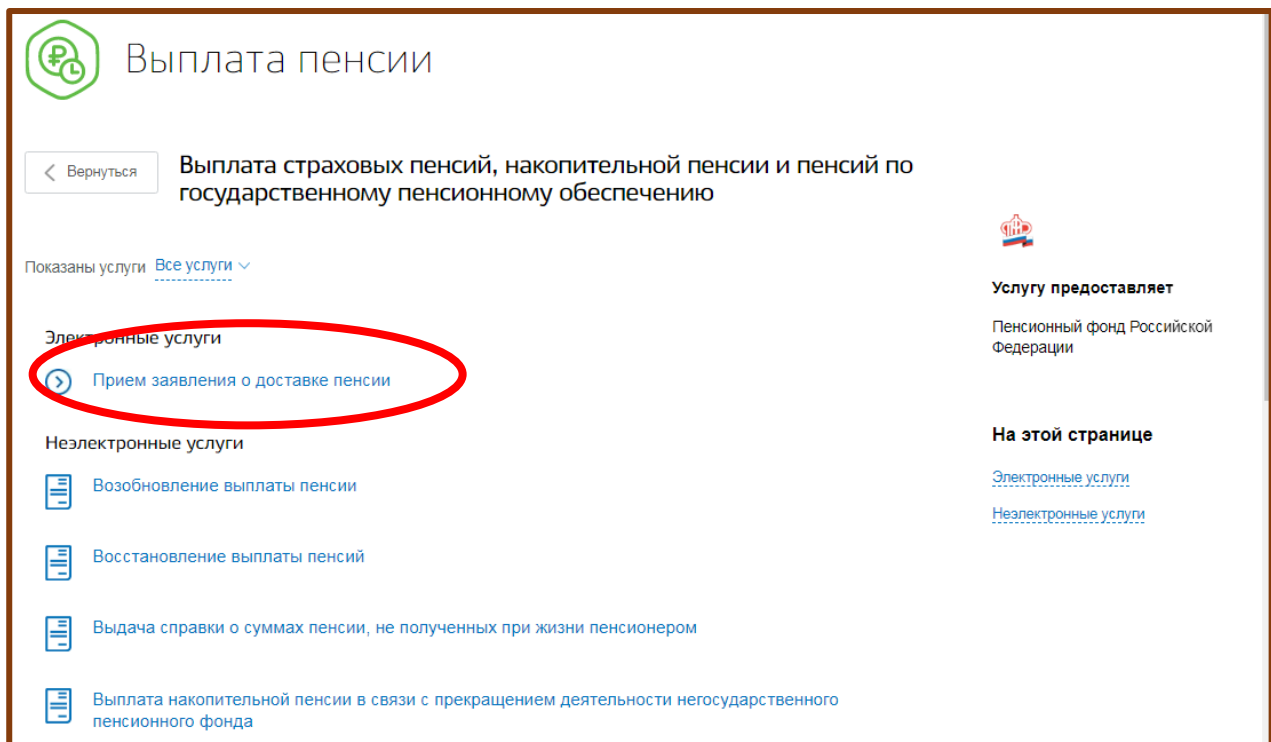 Выплата пенсии
Вернуться
Выплата страховых пенсий, накопительной пенсии и пенсий по
государственному пенсионному обеспечению
Показаны услуги Все услуги
Электронные услуги
Прием заявления о доставке пенсии
Неэлектронные услуги
Возобновление выплаты пенсии
Восстановление выплаты пенсий
Выдача справки о суммах пенсии, не полученных при жизни пенсионером
Выплата накопительной пенсии в связи с прекращением деятельности негосударственного
пенсионного фонда
Услугу предоставляет
Пенсионный фонд Российской
Федерации
На этой странице
Электронные услуги
Неэлектронные услуги